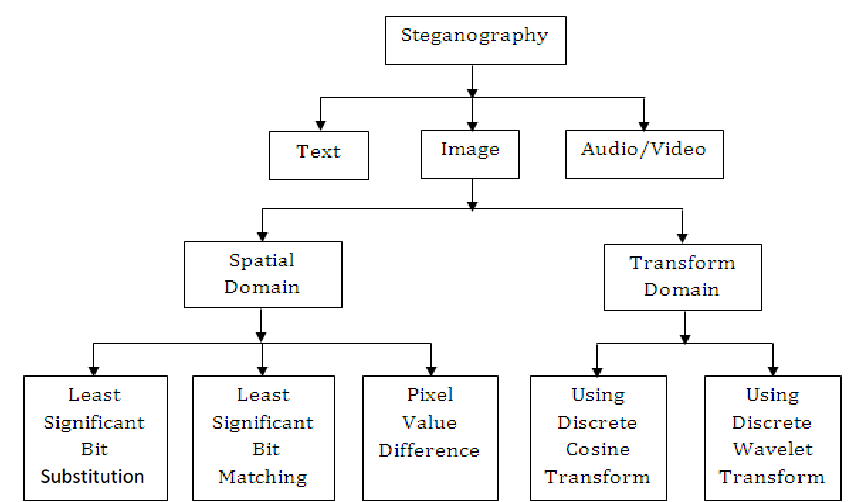 Steganography
Text
Image
Audio/Video
Spatial
Domain
Transform
Domain
Least
Significant
Bit
Substitution
Least
Significant
Bit
Matching
Pixel
Value
Difference
Using
Discrete
Cosine
Transform
Using
Discrete
Wavelet
Transform